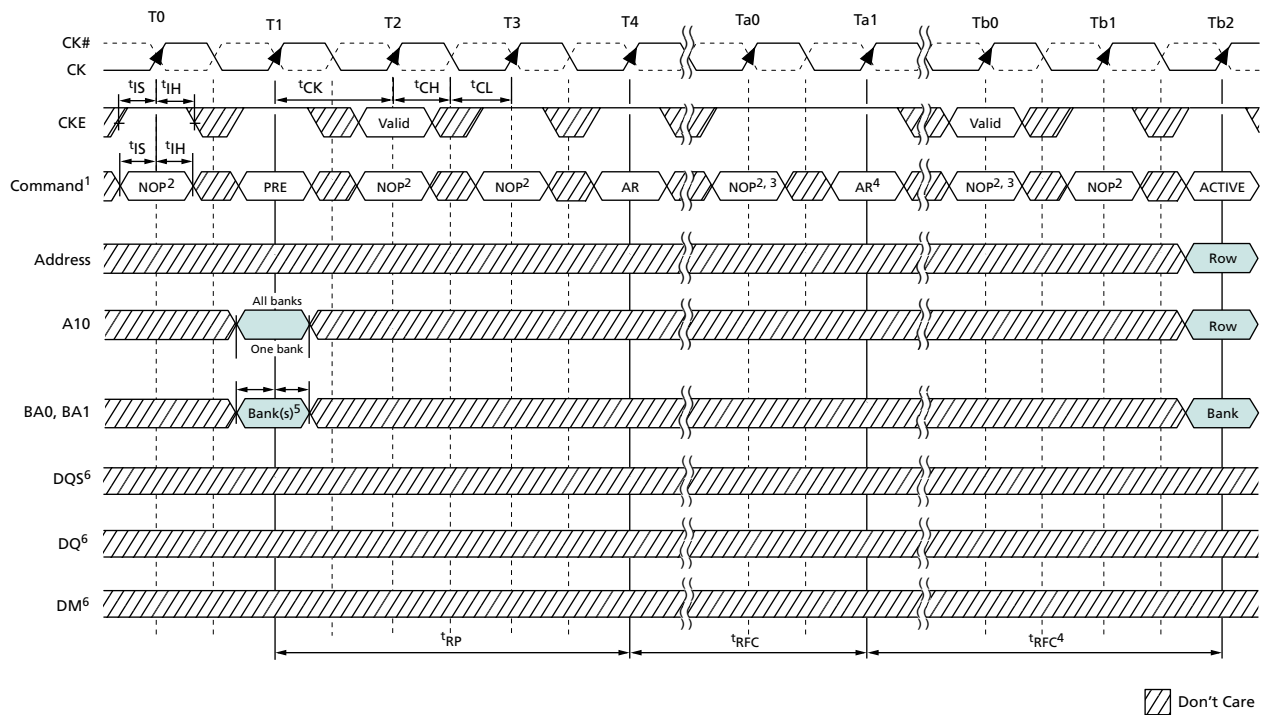 T0 T1 T2 T3 T4 Ta0 Ta1 Tb0 Tb1 Tb2
CK#
CK
tIS tIH tCK tCH tCL
CKE Valid Valid
tIS tIH
Command1 NOP2 PRE NOP2 NOP2 AR NOP2, 3 AR4 NOP2, 3 NOP2 ACTIVE
Address Row
All banks
A10 Row
One bank
BA0, BA1 Bank(s)5 Bank
DQS6
DQ6
DM6
tRP tRFC tRFC4
Don't Care